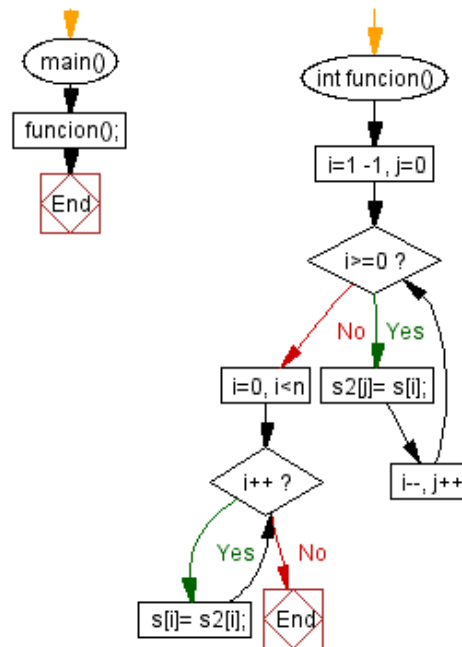 main()
funcion();
End
int funcion()
i=1 -1, j=0
i>=0 ?
No
Yes
i=0, i<n
s2[j]= s[i];
i++ ?
i--, j++
Yes
No
s[i]= s2[i];
End